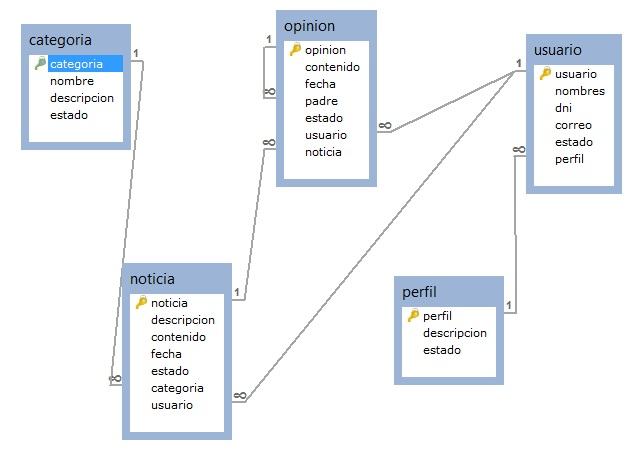 categoria
categoria
nombre
descripcion
estado
opinion
opinion
contenido
fecha
padre
estado
usuario
noticia
usuario
usuario
nombres
dni
correo
estado
perfil
noticia
noticia
descripcion
contenido
fecha
estado
categoria
usuario
perfil
perfil
descripcion
estado
1
∞
1
∞
∞
1
∞
1
∞
∞
1